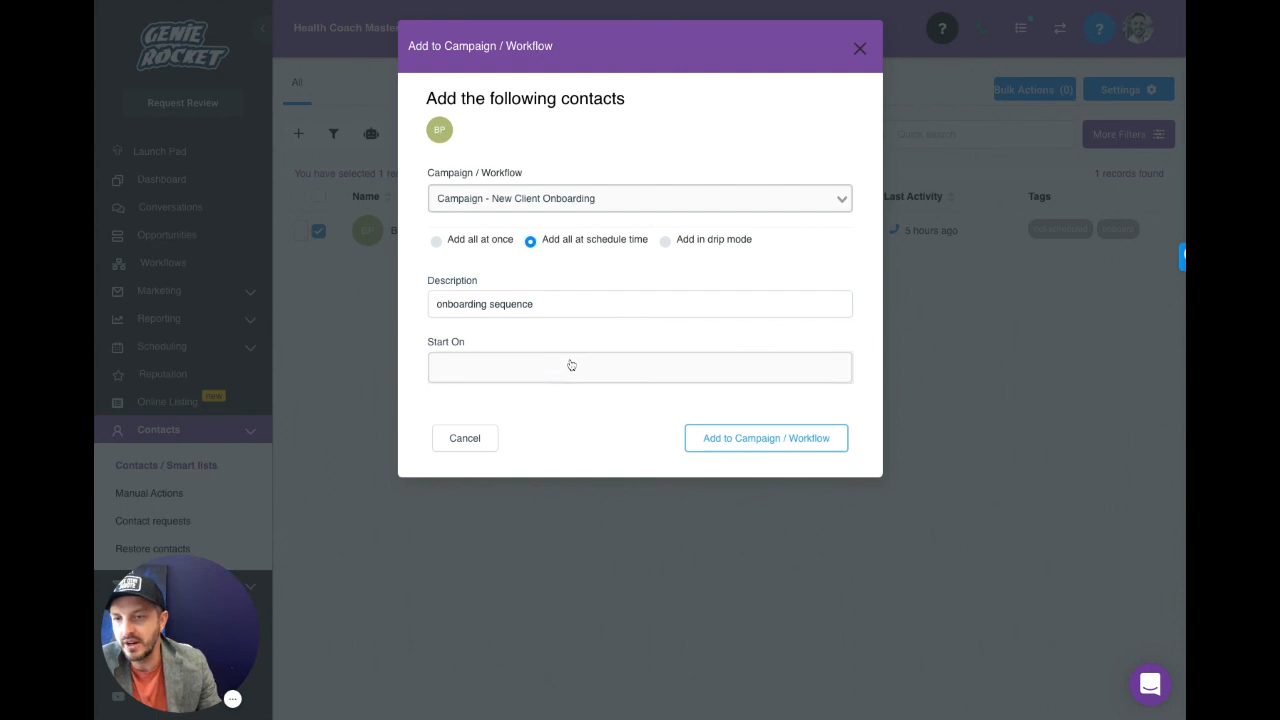 GENIE
ROCKET
Request Review
Launch Pad
Dashboard
Conversations
Opportunities
Workflows
Marketing
Reporting
Scheduling
Reputation
Online Listing new
Contacts
Contacts / Smart lists
Manual Actions
Contact requests
Restore contacts
Health Coach Master
All
You have selected 1 rec
Name
BP B
Add to Campaign / Workflow
Add the following contacts
BP
Campaign / Workflow
Campaign - New Client Onboarding
Add all at once
Add all at schedule time
Add in drip mode
Description
onboarding sequence
Start On
Cancel
Add to Campaign / Workflow
? ?
Bulk Actions (0)
Settings
Quick search
More Filters
1 records found
Last Activity
Tags
5 hours ago
...